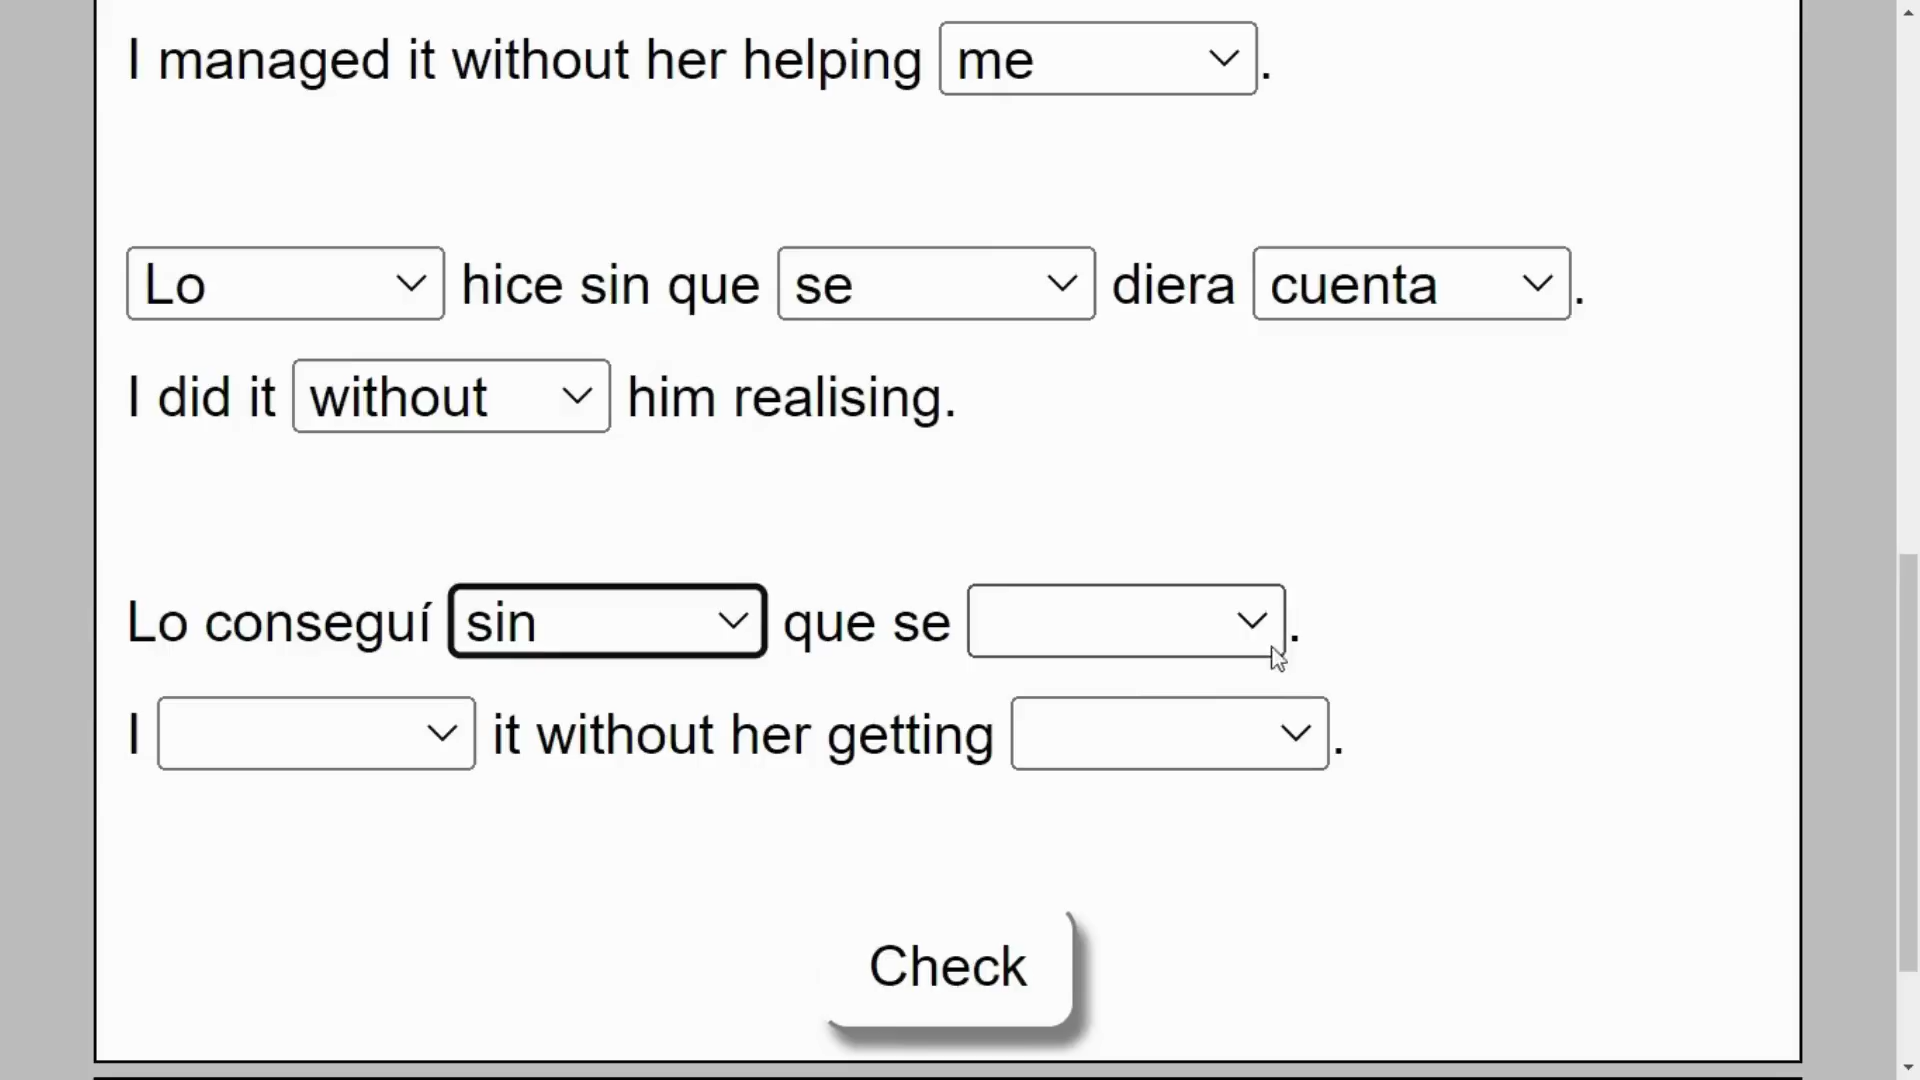 I managed it without her helping me.
Lo hice sin que se diera cuenta.
I did it without him realising.
Lo conseguí sin que se .
I it without her getting .
Check